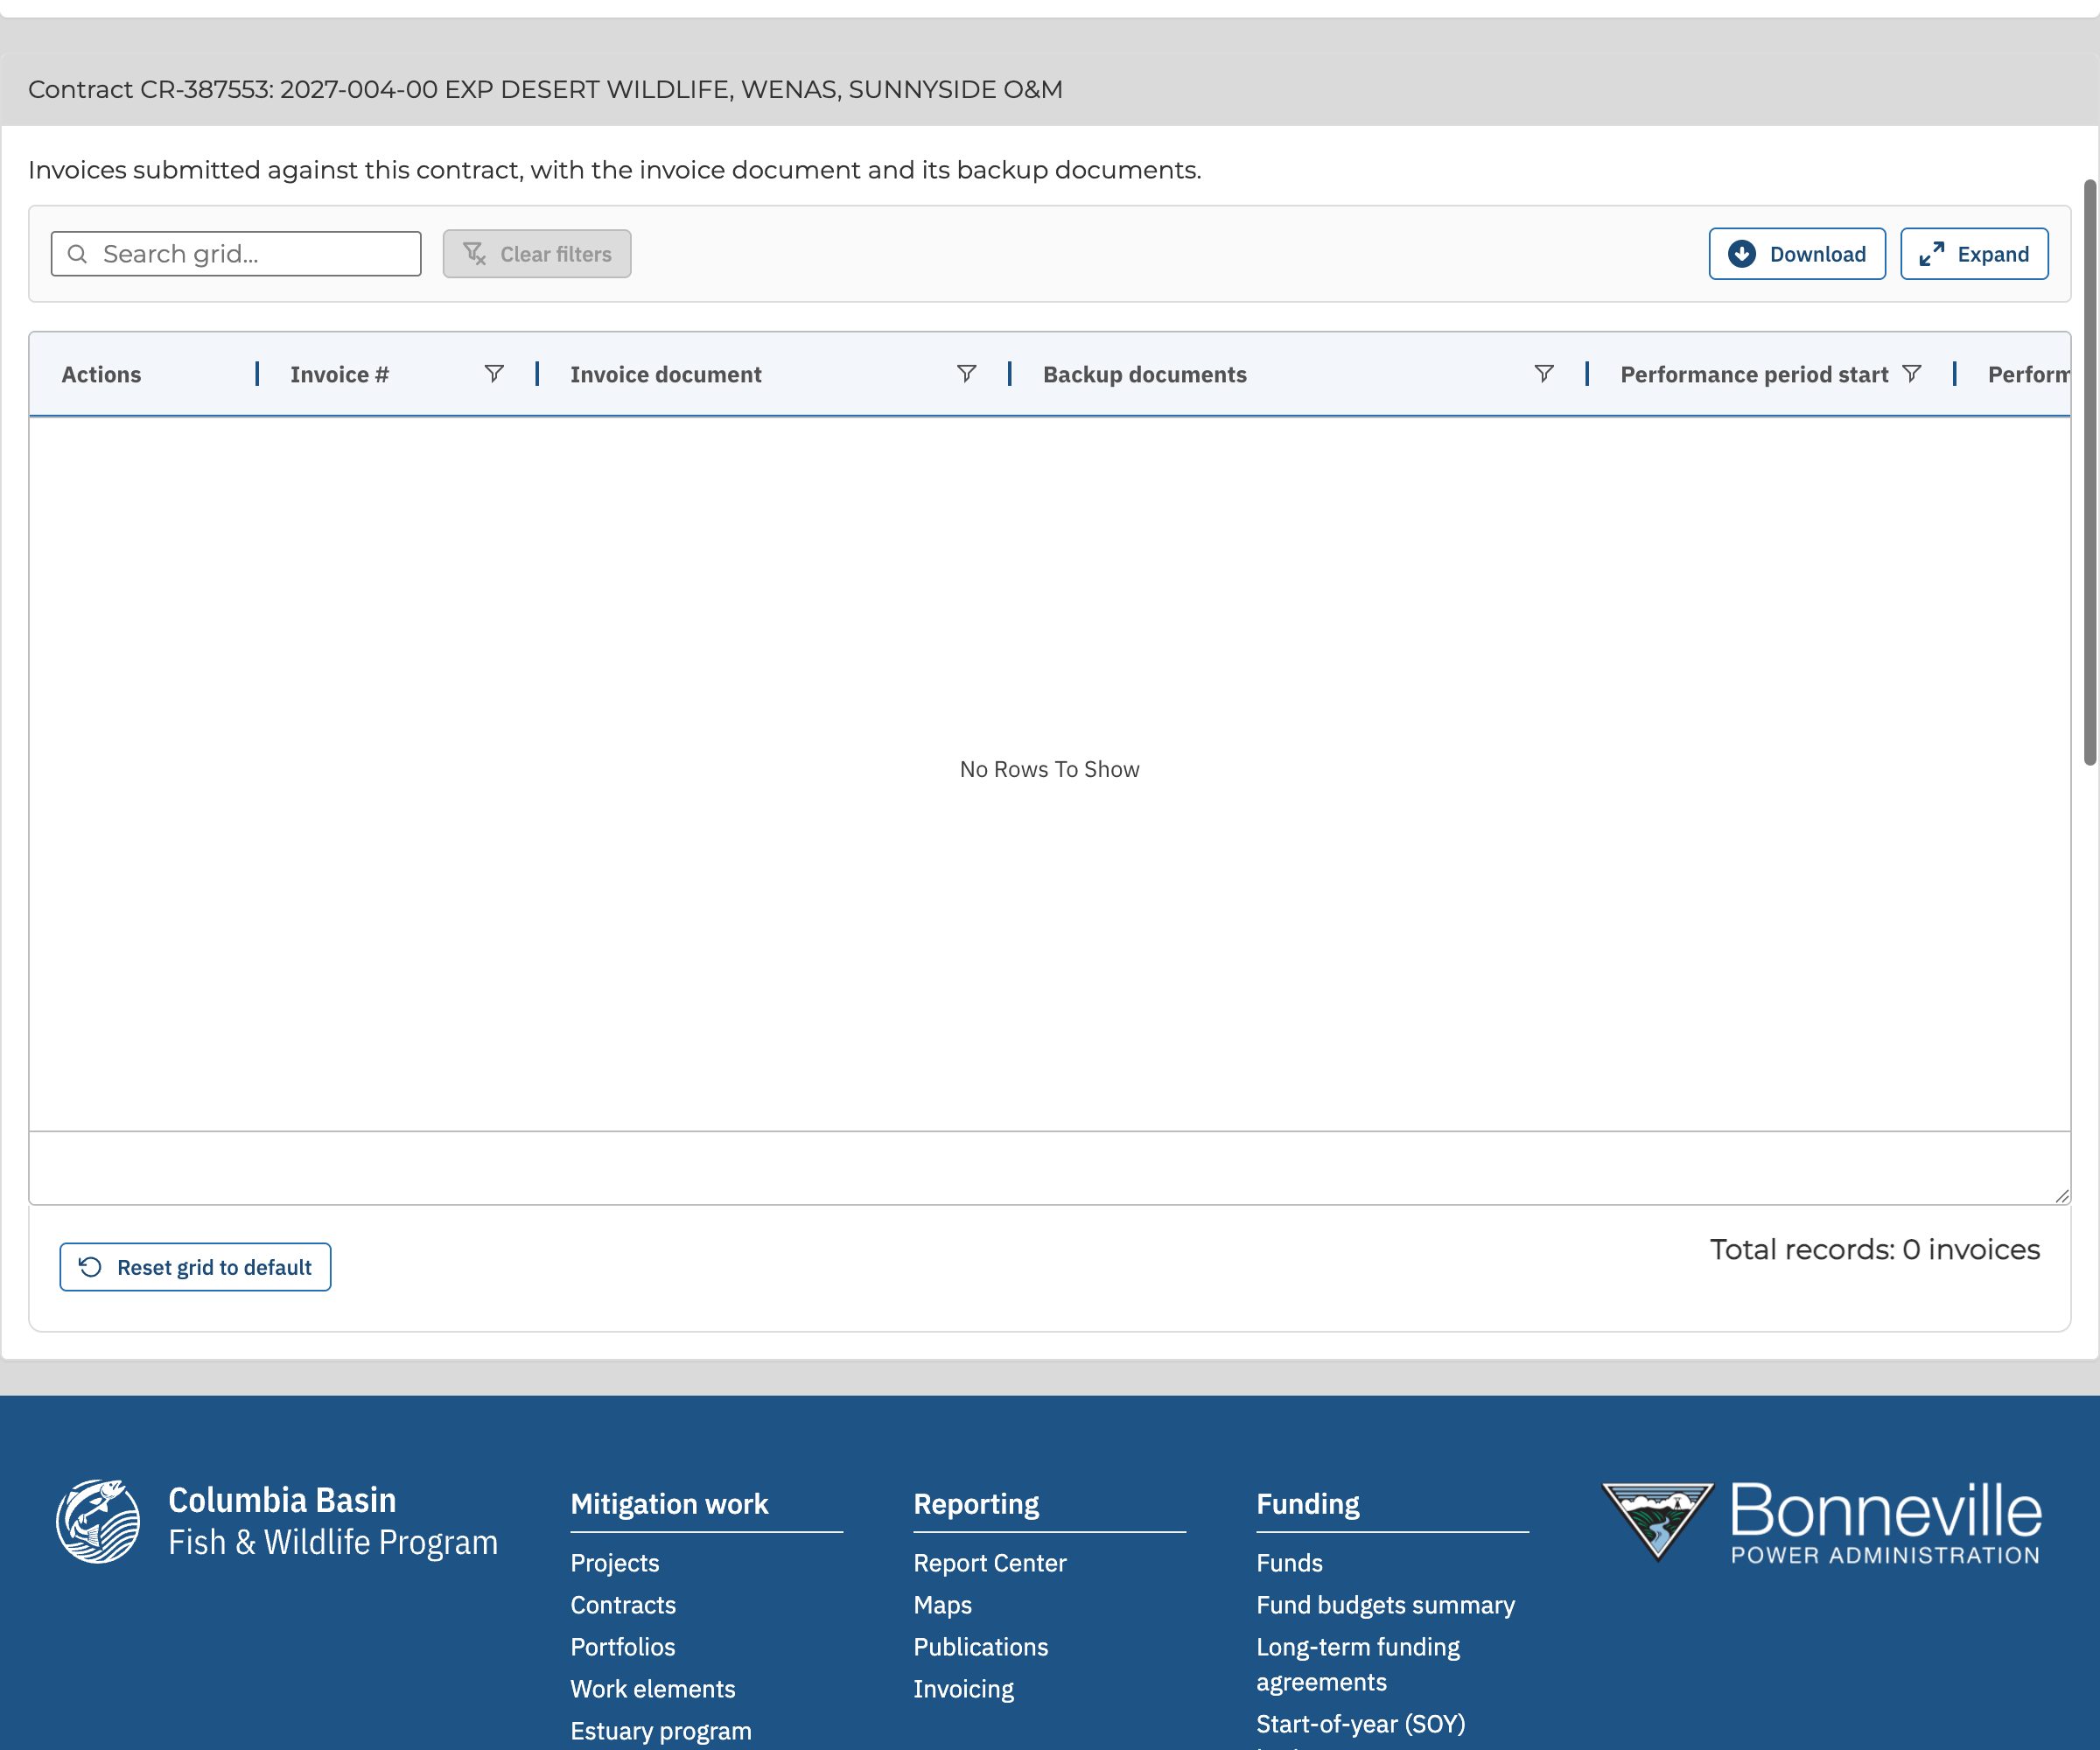 Contract CR-387553: 2027-004-00 EXP DESERT WILDLIFE, WENAS, SUNNYSIDE O&M
Invoices submitted against this contract, with the invoice document and its backup documents.
Search grid...
Clear filters
Download
Expand
Actions
Invoice #
Invoice document
Backup documents
Performance period start
Perform
No Rows To Show
Reset grid to default
Total records: 0 invoices
Columbia Basin
Fish & Wildlife Program
Mitigation work
Projects
Contracts
Portfolios
Work elements
Estuary program
Reporting
Report Center
Maps
Publications
Invoicing
Funding
Funds
Fund budgets summary
Long-term funding
agreements
Start-of-year (SOY)
Bonneville
POWER ADMINISTRATION